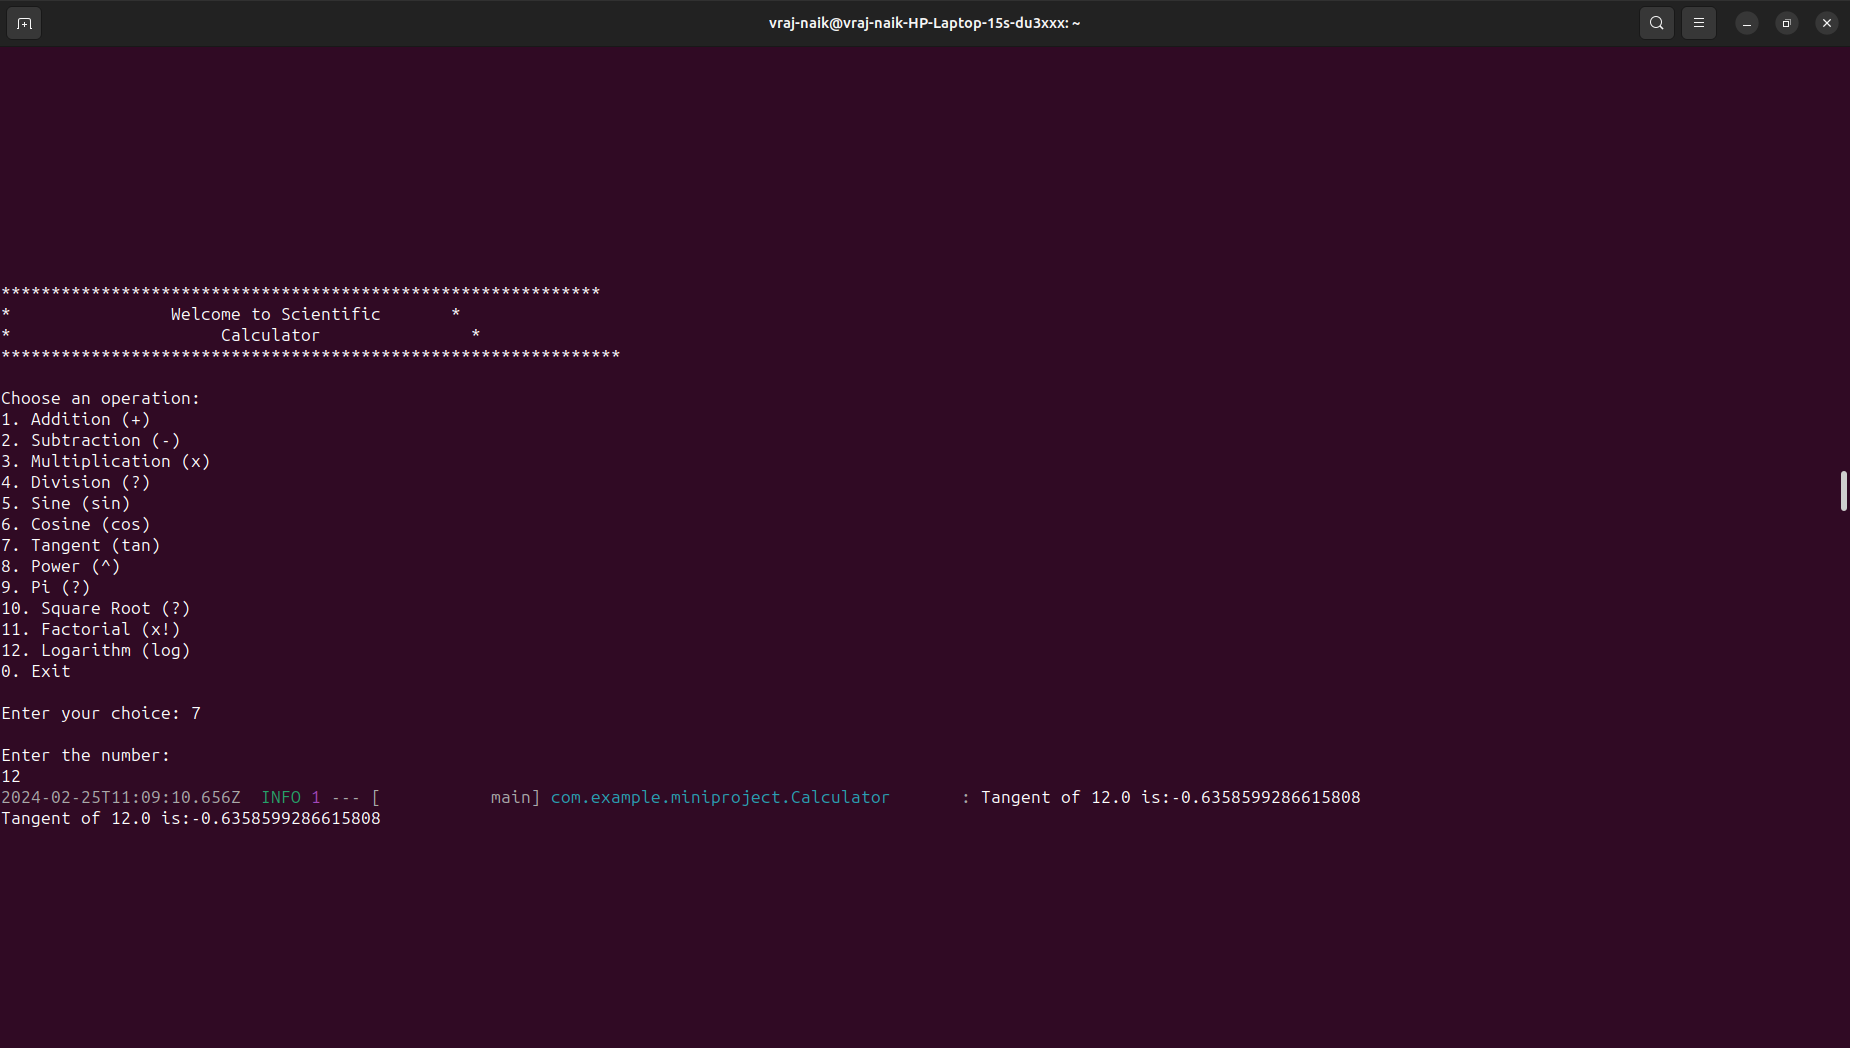 vraj-naik@vraj-naik-HP-Laptop-15s-du3xxx: ~
************************************************************
*                Welcome to Scientific       *
*                     Calculator               *
**************************************************************
Choose an operation:
1. Addition (+)
2. Subtraction (-)
3. Multiplication (x)
4. Division (?)
5. Sine (sin)
6. Cosine (cos)
7. Tangent (tan)
8. Power (^)
9. Pi (?)
10. Square Root (?)
11. Factorial (x!)
12. Logarithm (log)
0. Exit
Enter your choice: 7
Enter the number:
12
2024-02-25T11:09:10.656Z  INFO 1 --- [           main] com.example.miniproject.Calculator       : Tangent of 12.0 is:-0.6358599286615808
Tangent of 12.0 is:-0.6358599286615808